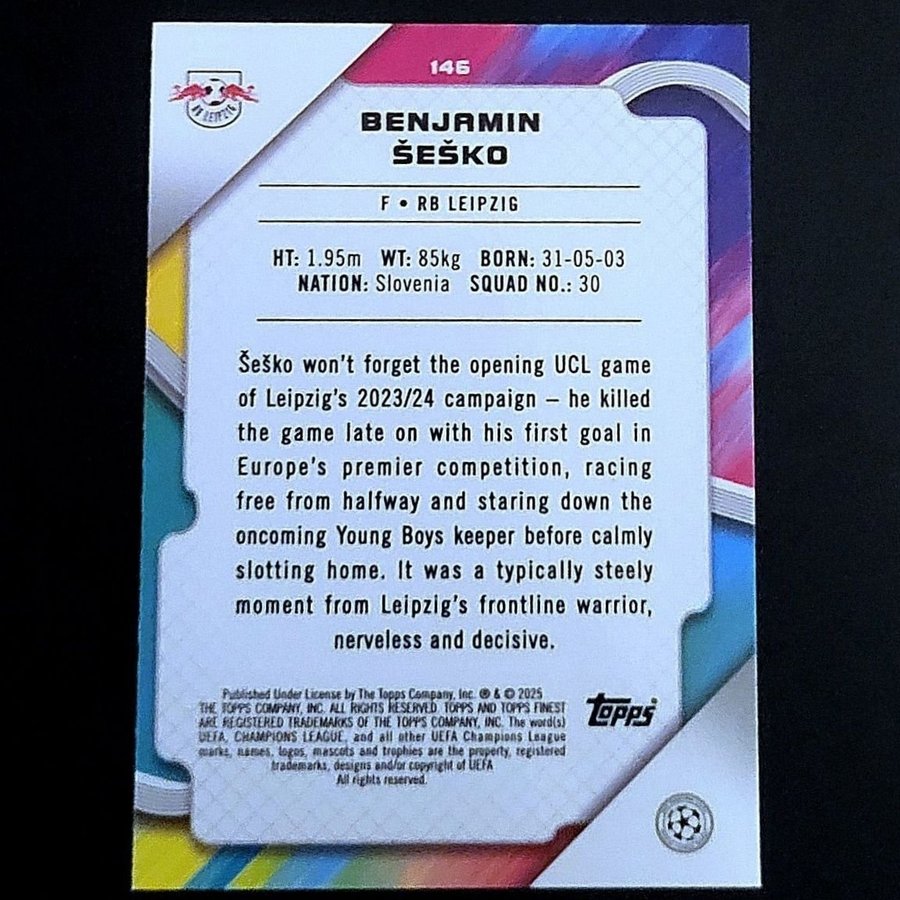 146
RB LEIPZIG
BENJAMIN
ŠEŠKO
F • RB LEIPZIG
HT: 1.95m WT: 85kg BORN: 31-05-03
NATION: Slovenia SQUAD NO.: 30
Šeško won't forget the opening UCL game
of Leipzig's 2023/24 campaign – he killed
the game late on with his first goal in
Europe's premier competition, racing
free from halfway and staring down the
oncoming Young Boys keeper before calmly
slotting home. It was a typically steely
moment from Leipzig's frontline warrior,
nerveless and decisive.
Published Under License by The Topps Company, Inc. ® & © 2025
THE TOPPS COMPANY, INC. ALL RIGHTS RESERVED. TOPPS AND TOPPS FINEST
ARE REGISTERED TRADEMARKS OF THE TOPPS COMPANY, INC. The word(s)
UEFA, CHAMPIONS LEAGUE, and all other UEFA Champions League
marks, names, logos, mascots and trophies are the property, registered
trademarks, designs and/or copyright of UEFA
All rights reserved.
TOPPS